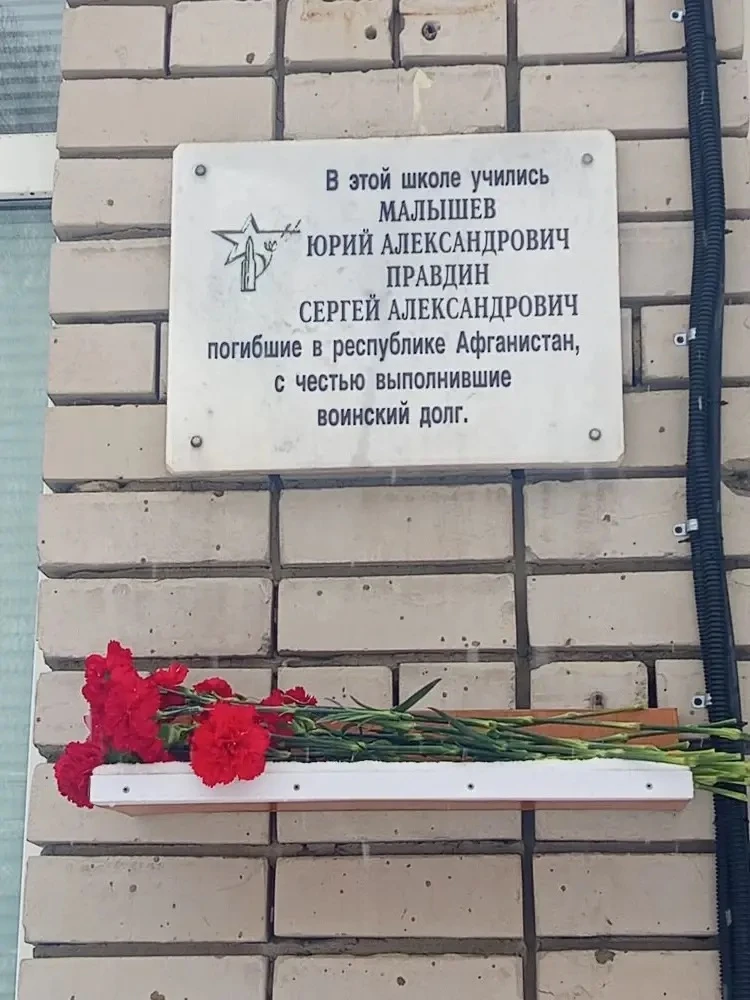 В этой школе учились
МАЛЫШЕВ
ЮРИЙ АЛЕКСАНДРОВИЧ
ПРАВДИН
СЕРГЕЙ АЛЕКСАНДРОВИЧ
погибшие в республике Афганистан,
с честью выполнившие
воинский долг.